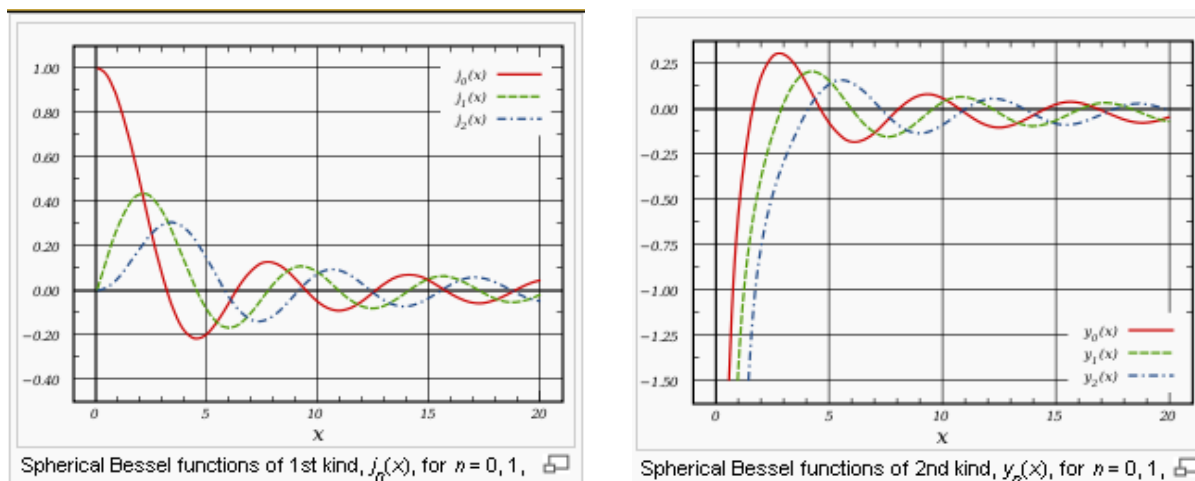 1.00
0.80
0.60
0.40
0.20
0.00
−0.20
−0.40
j₀(x)
j₁(x)
j₂(x)
0 5 10 15 20
x
Spherical Bessel functions of 1st kind, jₙ(x), for n = 0, 1,
0.25
0.00
−0.25
−0.50
−0.75
−1.00
−1.25
−1.50
y₀(x)
y₁(x)
y₂(x)
0 5 10 15 20
x
Spherical Bessel functions of 2nd kind, yₙ(x), for n = 0, 1,